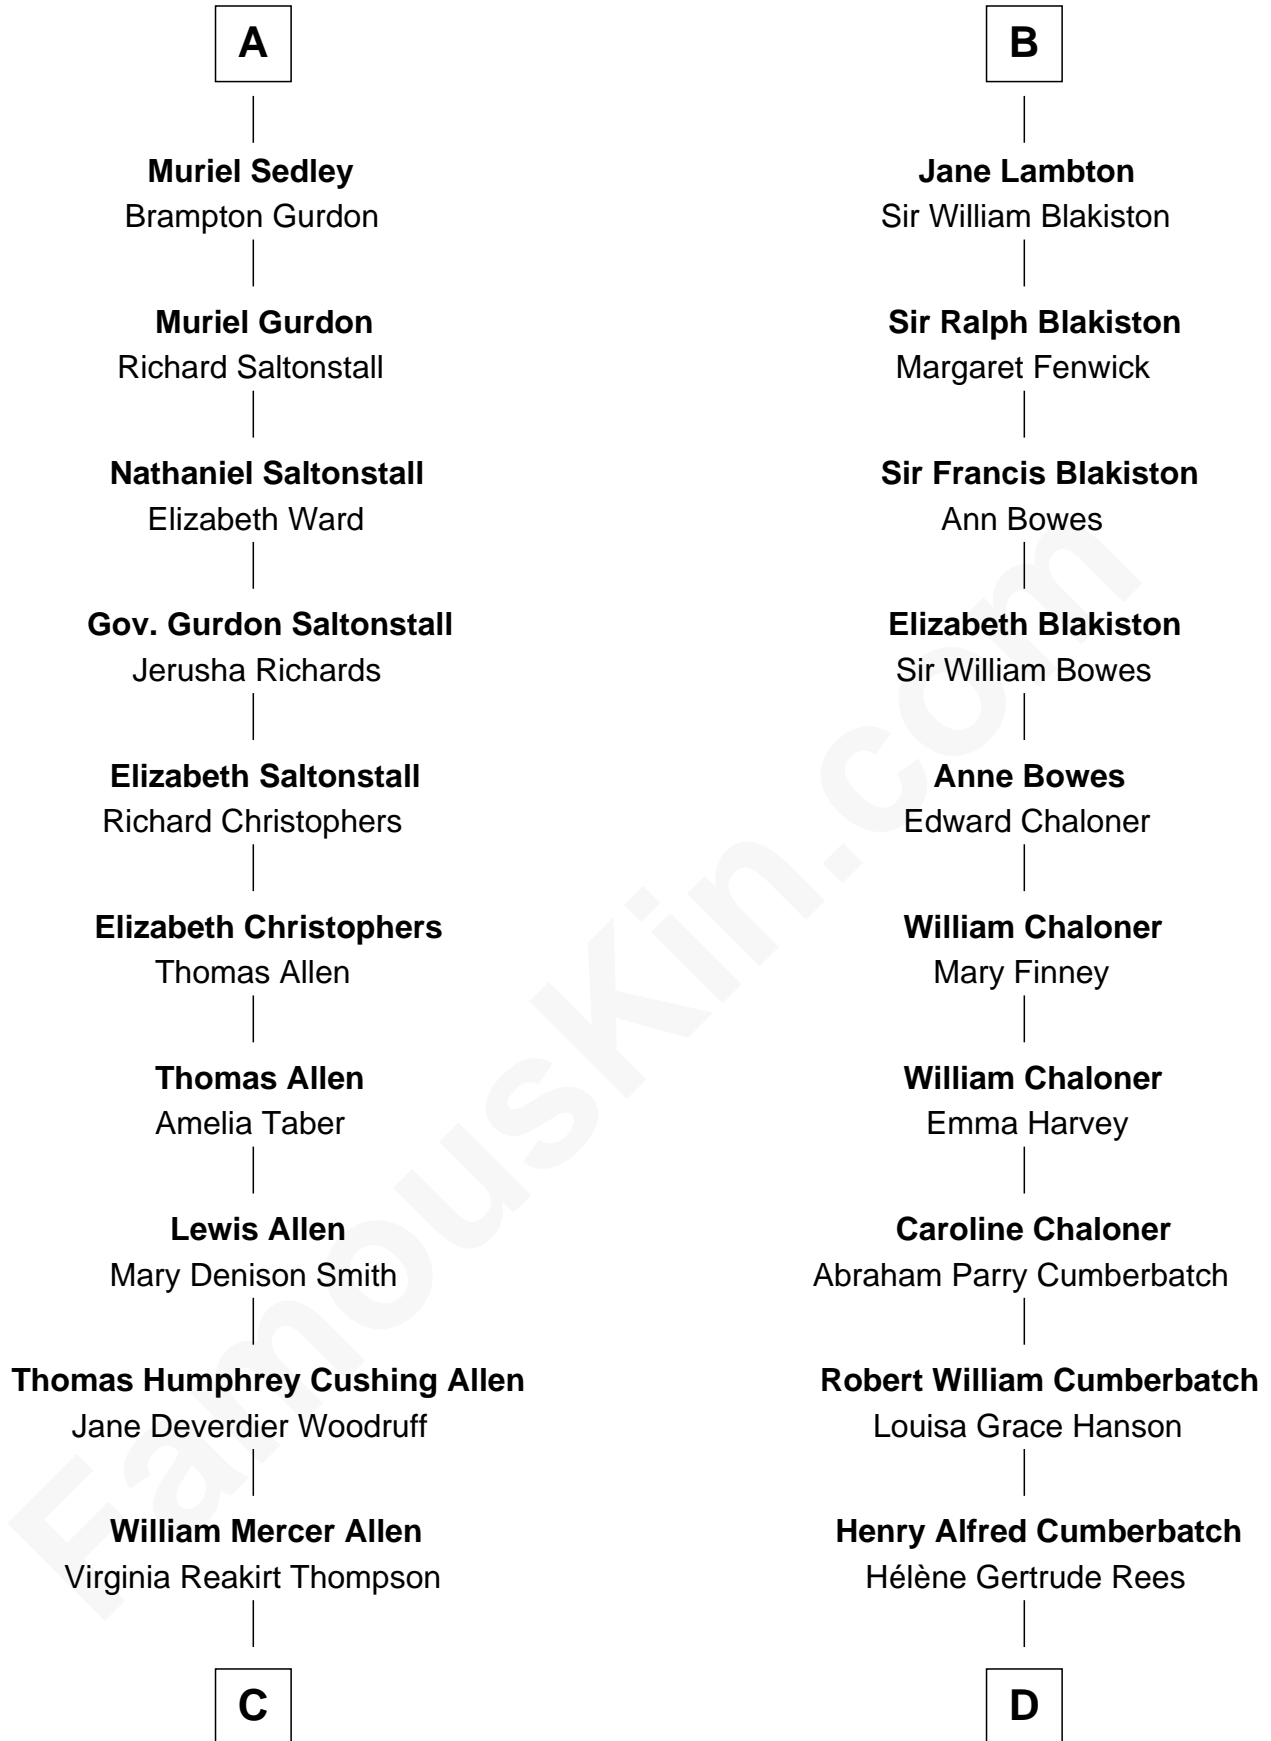 A
Muriel Sedley
Brampton Gurdon
Muriel Gurdon
Richard Saltonstall
Nathaniel Saltonstall
Elizabeth Ward
Gov. Gurdon Saltonstall
Jerusha Richards
Elizabeth Saltonstall
Richard Christophers
Elizabeth Christophers
Thomas Allen
Thomas Allen
Amelia Taber
Lewis Allen
Mary Denison Smith
Thomas Humphrey Cushing Allen
Jane Deverdier Woodruff
William Mercer Allen
Virginia Reakirt Thompson
C
B
Jane Lambton
Sir William Blakiston
Sir Ralph Blakiston
Margaret Fenwick
Sir Francis Blakiston
Ann Bowes
Elizabeth Blakiston
Sir William Bowes
Anne Bowes
Edward Chaloner
William Chaloner
Mary Finney
William Chaloner
Emma Harvey
Caroline Chaloner
Abraham Parry Cumberbatch
Robert William Cumberbatch
Louisa Grace Hanson
Henry Alfred Cumberbatch
Hélène Gertrude Rees
D
FamousKin.com